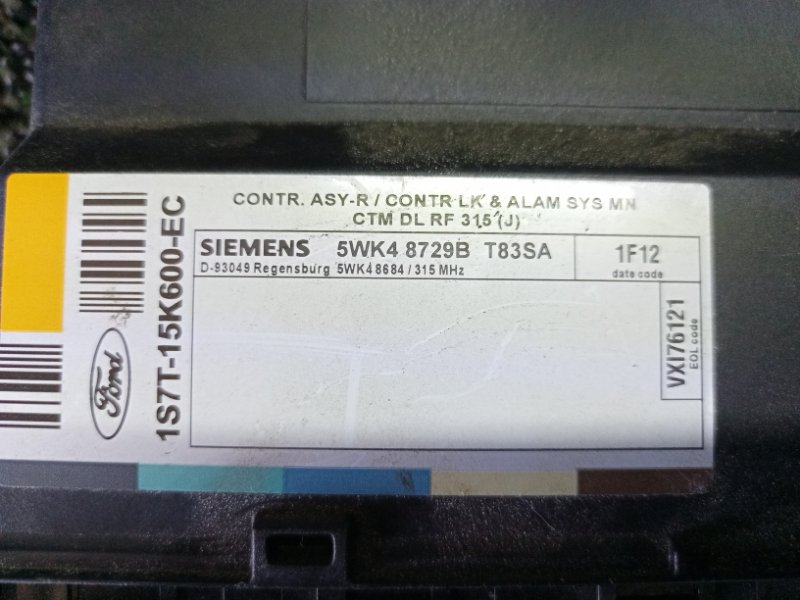 CONTR. ASY-R / CONTR LK & ALAM SYS MN
CTM DL RF 315 (J)
SIEMENS 5WK4 8729B T83SA
D-93049 Regensburg 5WK4 8684 / 315 MHz
1F12
date code
VXI76121
EOL code
1S7T-15K600-EC
Ford